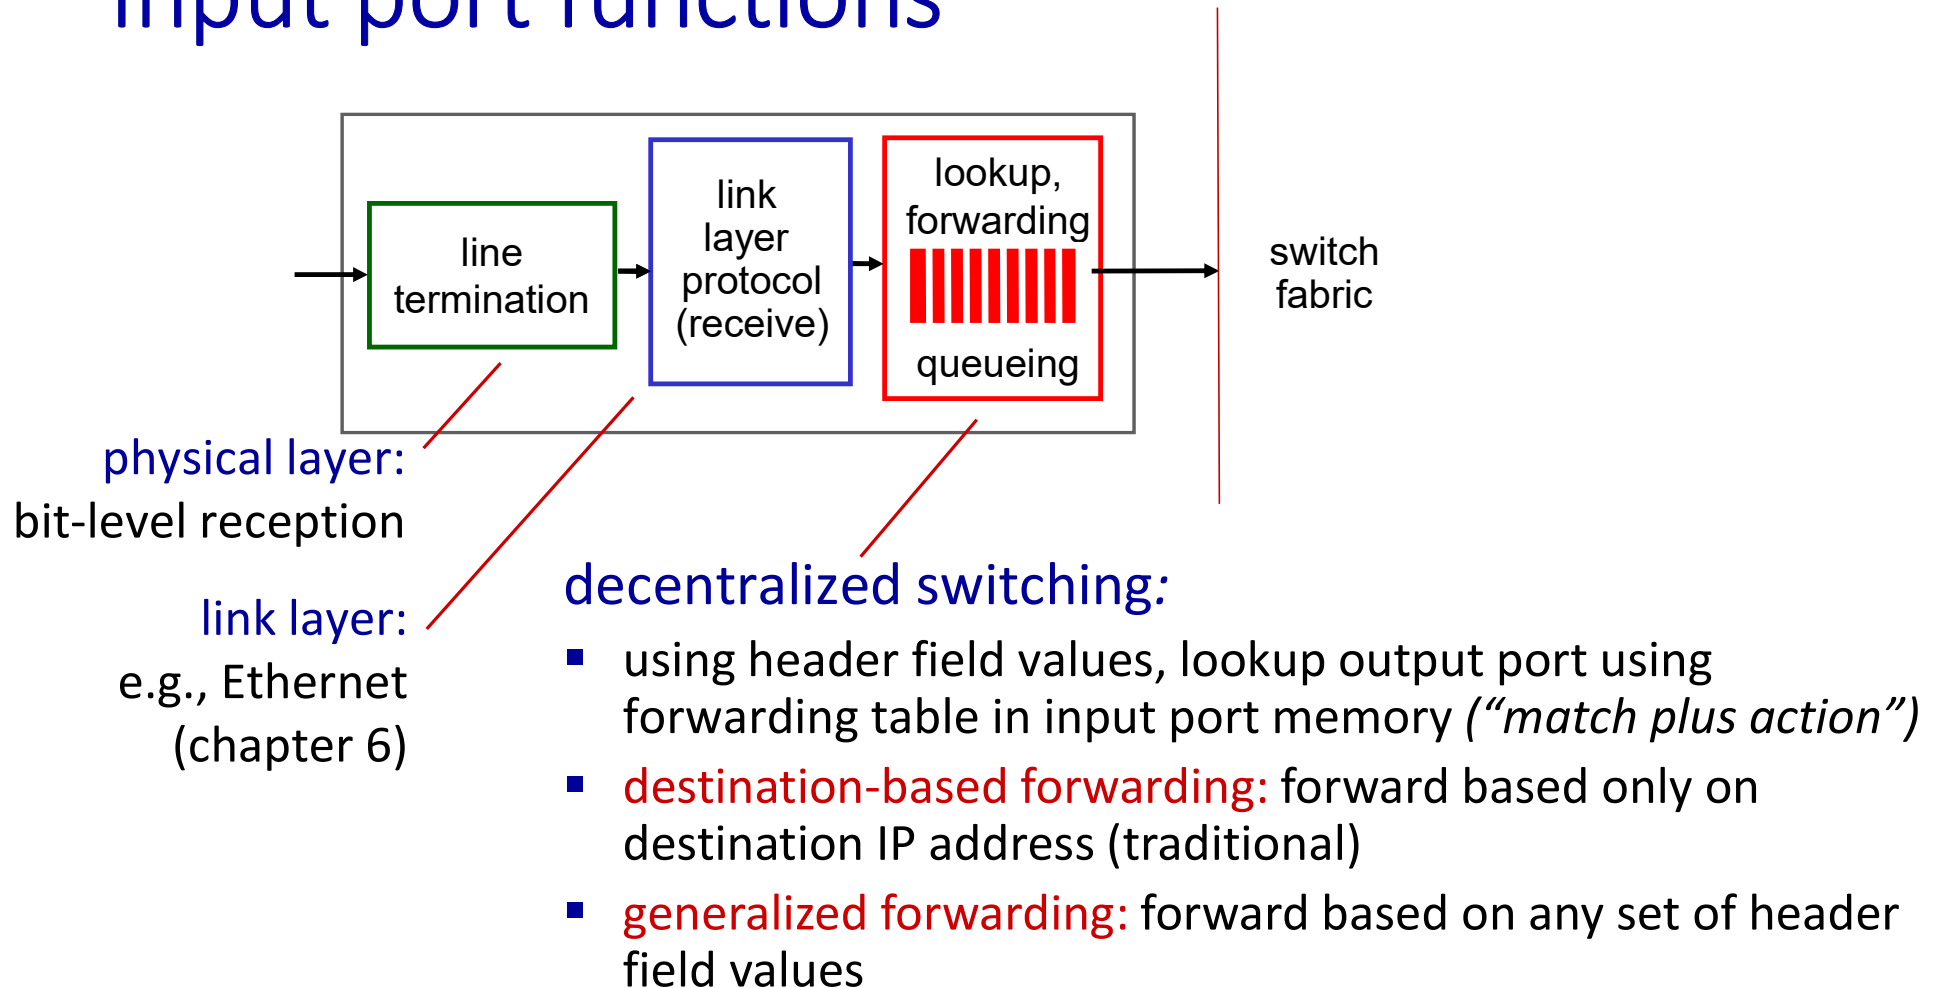 input port functions
line
termination
link
layer
protocol
(receive)
lookup,
forwarding
queueing
switch
fabric
physical layer:
bit-level reception
link layer:
e.g., Ethernet
(chapter 6)
decentralized switching:
using header field values, lookup output port using
forwarding table in input port memory (“match plus action”)
destination-based forwarding: forward based only on
destination IP address (traditional)
generalized forwarding: forward based on any set of header
field values